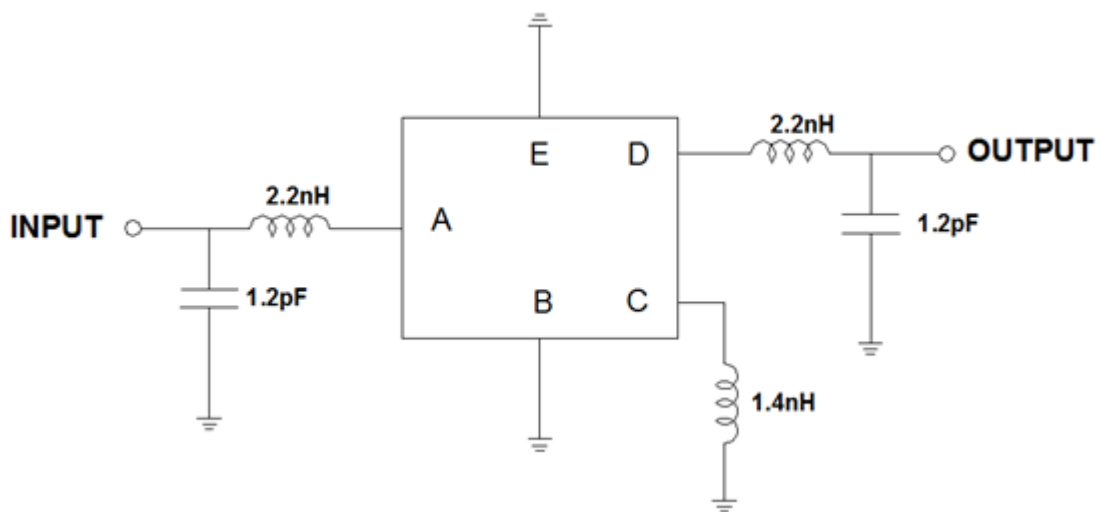 E
D
2.2nH
OUTPUT
1.2pF
INPUT
2.2nH
A
1.2pF
B
C
1.4nH